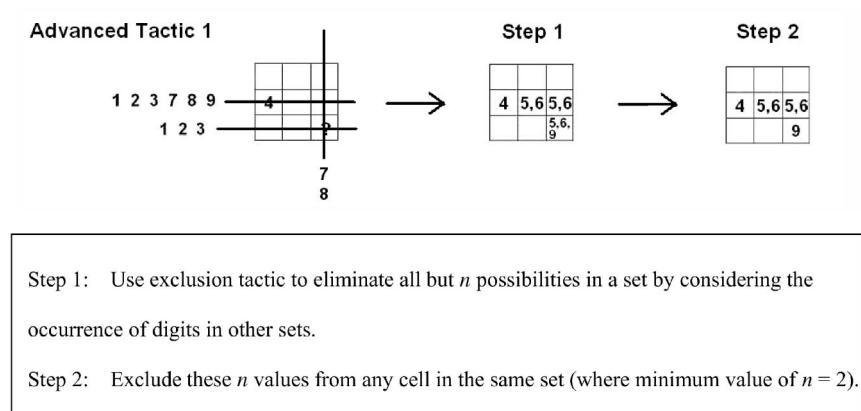 Advanced Tactic 1
Step 1
Step 2
1 2 3 7 8 9
4
1 2 3
?
7
8
4 5,6 5,6
5,6,
9
4 5,6 5,6
9
Step 1: Use exclusion tactic to eliminate all but n possibilities in a set by considering the
occurrence of digits in other sets.
Step 2: Exclude these n values from any cell in the same set (where minimum value of n = 2).